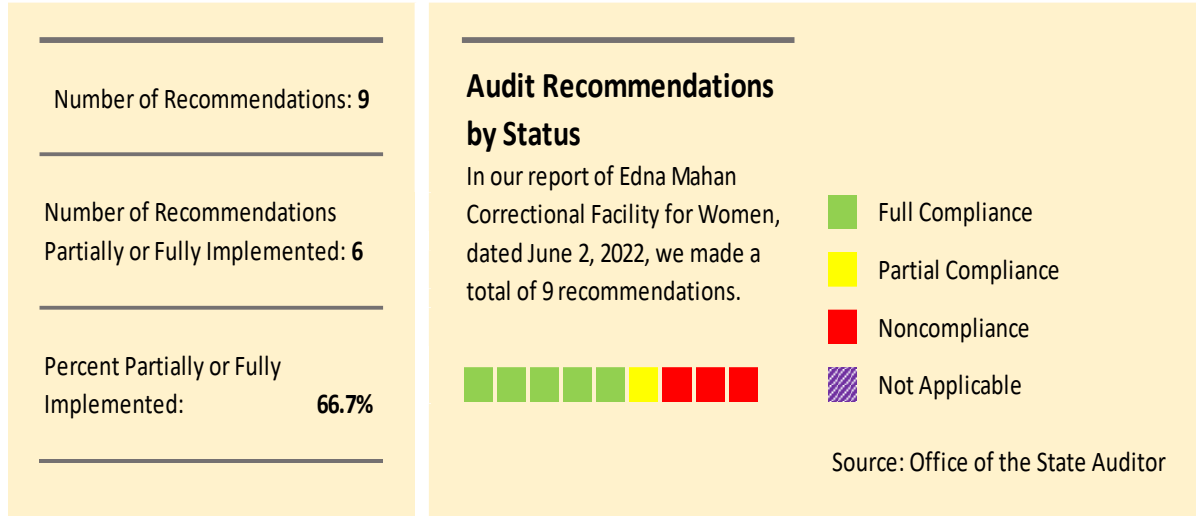 Number of Recommendations: 9
Number of Recommendations
Partially or Fully Implemented: 6
Percent Partially or Fully
Implemented: 66.7%
Audit Recommendations
by Status
In our report of Edna Mahan
Correctional Facility for Women,
dated June 2, 2022, we made a
total of 9 recommendations.
Full Compliance
Partial Compliance
Noncompliance
Not Applicable
Source: Office of the State Auditor